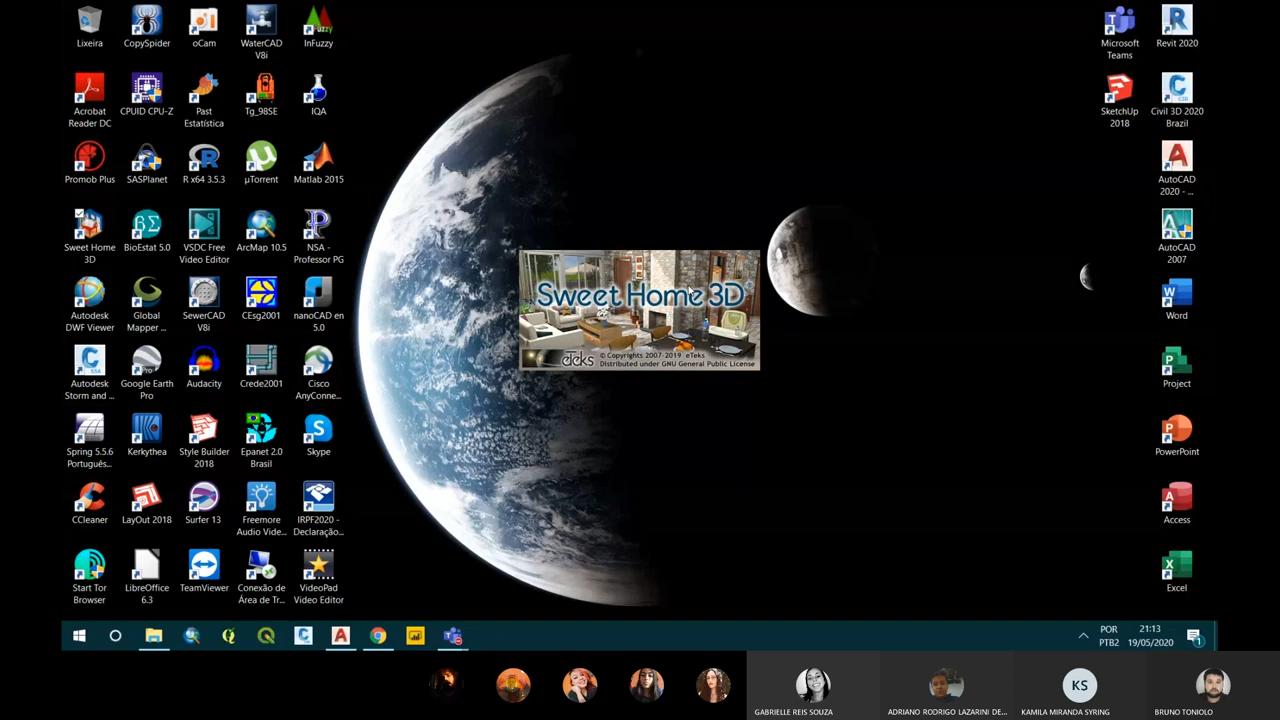 Lixeira
CopySpider
oCam
WaterCAD
V8i
InFuzzy
Acrobat
Reader DC
CPUID CPU-Z
Past
Estatística
Tg_98SE
IQA
Promob Plus
SASPlanet
R x64 3.5.3
µTorrent
Matlab 2015
Sweet Home
3D
BioEstat 5.0
VSDC Free
Video Editor
ArcMap 10.5
NSA -
Professor PG
Autodesk
DWF Viewer
Global
Mapper ...
SewerCAD
V8i
CEsg2001
nanoCAD en
5.0
Autodesk
Storm and ...
Google Earth
Pro
Audacity
Crede2001
Cisco
AnyConne...
Spring 5.5.6
Português...
Kerkythea
Style Builder
2018
Epanet 2.0
Brasil
Skype
CCleaner
LayOut 2018
Surfer 13
Freemore
Audio Vide...
IRPF2020 -
Declaração...
Start Tor
Browser
LibreOffice
6.3
TeamViewer
Conexão de
Área de Tr...
VideoPad
Video Editor
Sweet Home 3D
eTeks
© Copyrights 2007-2019 eTeks
Distributed under GNU General Public License
Microsoft
Teams
Revit 2020
SketchUp
2018
Civil 3D 2020
Brazil
AutoCAD
2020 - ...
AutoCAD
2007
Word
Project
PowerPoint
Access
Excel
POR
PTB2
21:13
19/05/2020
1
KS
GABRIELLE REIS SOUZA
ADRIANO RODRIGO LAZARINI DE...
KAMILA MIRANDA SYRING
BRUNO TONIOLO